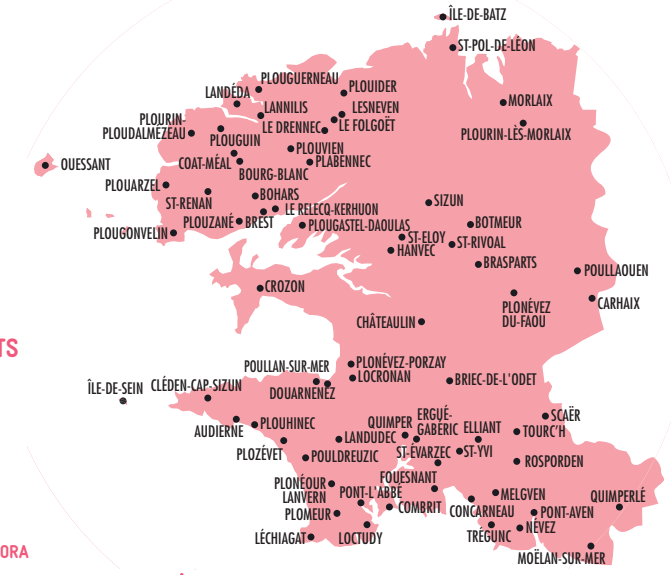 ÎLE-DE-BATZ
ST-POL-DE-LÉON
PLOUGUERNEAU
PLOUIDER
LANDÉDA
MORLAIX
LANNILIS
LESNEVEN
PLOURIN-
PLOUDALMEZEAU
LE DRENNEC
LE FOLGOËT
PLOURIN-LÈS-MORLAIX
PLOUGUIN
PLOUVIEN
OUESSANT
COAT-MÉAL
PLABENNEC
BOURG-BLANC
PLOUARZEL
ST-RENAN
BOHARS
SIZUN
LE RELECQ-KERHUON
PLOUZANÉ
BREST
PLOUGASTEL-DAOULAS
BOTMEUR
PLOUGONVELIN
ST-ELOY
ST-RIVOAL
HANVEC
BRASPARTS
POULLAOUEN
CROZON
CARHAIX
PLONÉVEZ
DU-FAOU
CHÂTEAULIN
TS
POULLAN-SUR-MER
PLONÉVEZ-PORZAY
LOCRONAN
BRIEC-DE-L'ODET
ÎLE-DE-SEIN
CLÉDEN-CAP-SIZUN
DOUARNENEZ
SCAËR
AUDIERNE
PLOUHINEC
QUIMPER
ERGUÉ-
GABERIC
ELLIANT
TOURC'H
LANDUDEC
PLOZÉVET
POULDREUZIC
ST-ÉVARZEC
ST-YVI
ROSPORDEN
FOUESNANT
PLONÉOUR
LANVERN
PONT-L'ABBÉ
MELGVEN
QUIMPERLÉ
COMBRIT
CONCARNEAU
PONT-AVEN
PLOMEUR
NÉVEZ
TRÉGUNC
LÉCHIAGAT
LOCTUDY
MOËLAN-SUR-MER
ORA